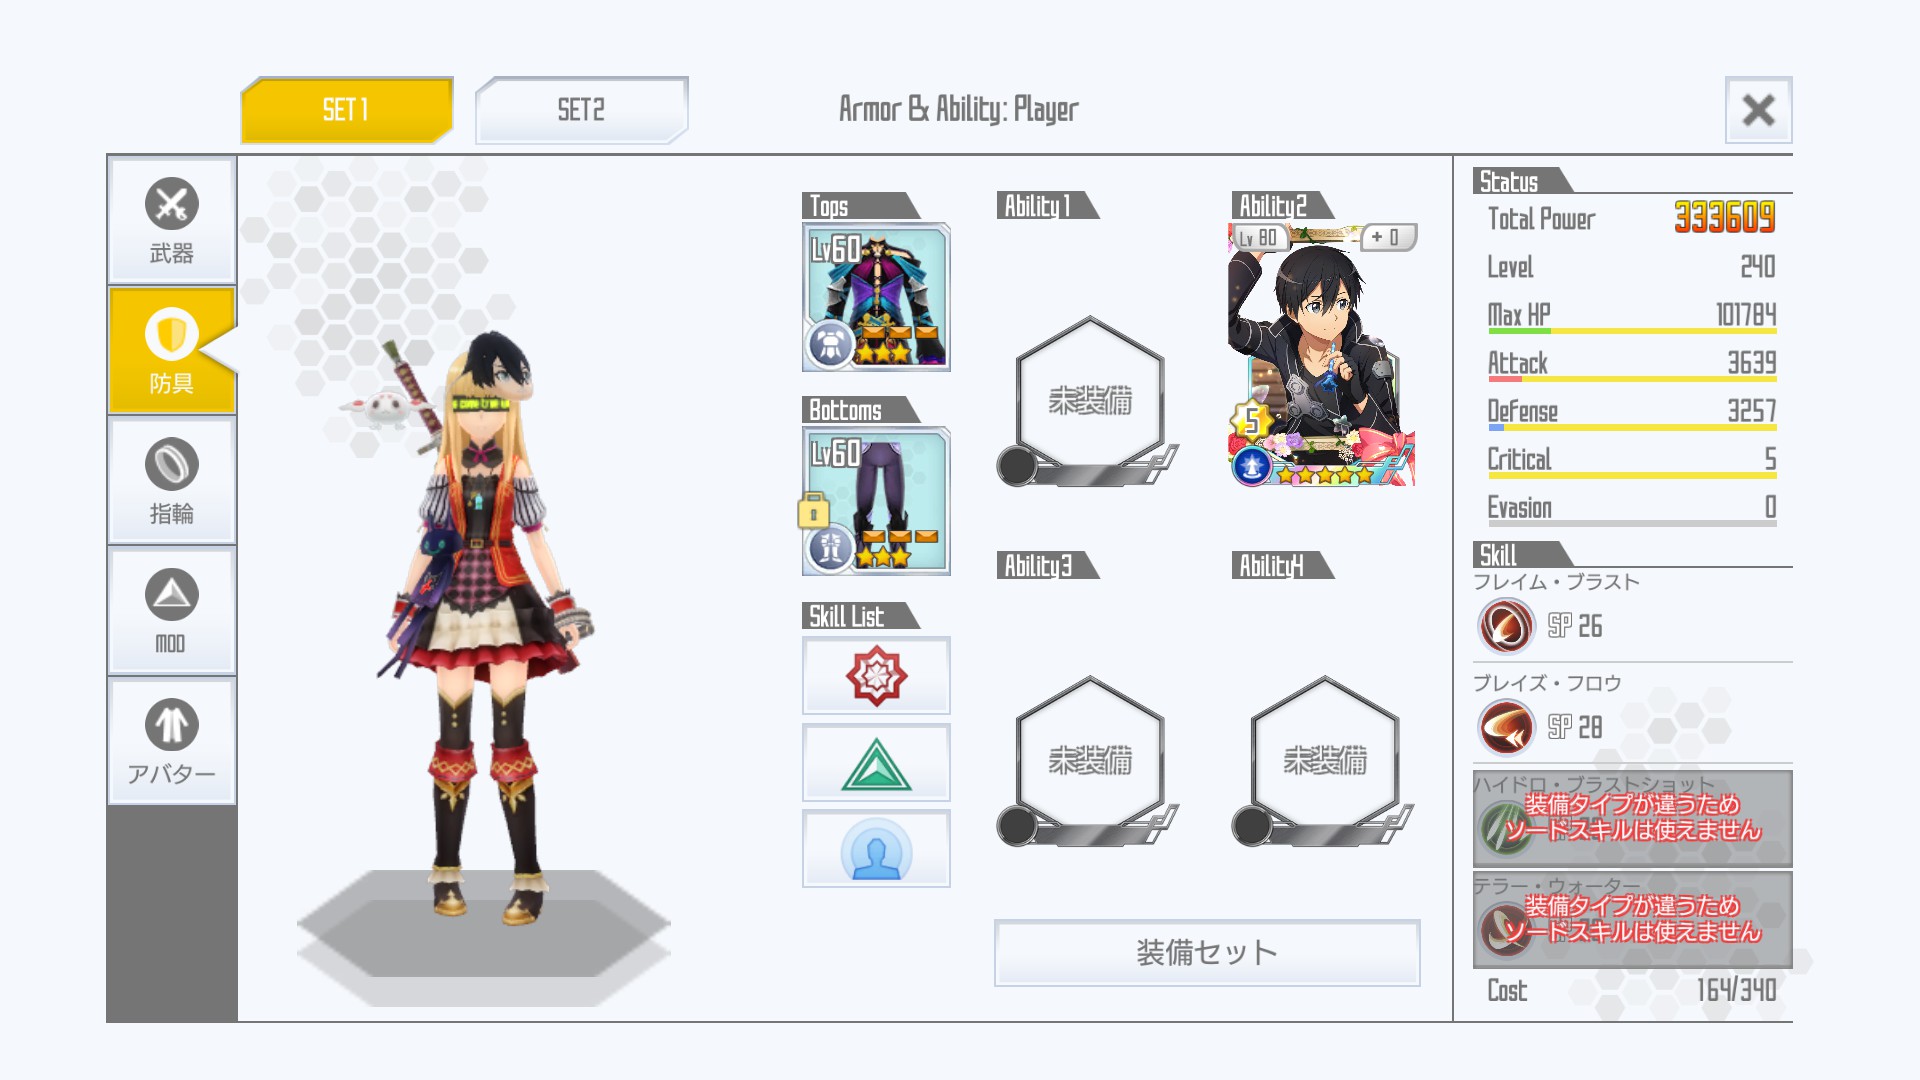 SET1
SET2
Armor & Ability: Player
武器
防具
指輪
MOD
アバター
Tops
Lv60
Bottoms
Lv60
Skill List
Ability1
未装備
Ability2
Lv 80
+ 0
5
Ability3
未装備
Ability4
未装備
装備セット
Status
Total Power 333609
Level 240
Max HP 101784
Attack 3639
Defense 3257
Critical 5
Evasion 0
Skill
フレイム・ブラスト
SP 26
ブレイズ・フロウ
SP 28
ハイドロ・ブラストショット
装備タイプが違うため
ソードスキルは使えません
テラー・ウォーター
装備タイプが違うため
ソードスキルは使えません
Cost 164/340